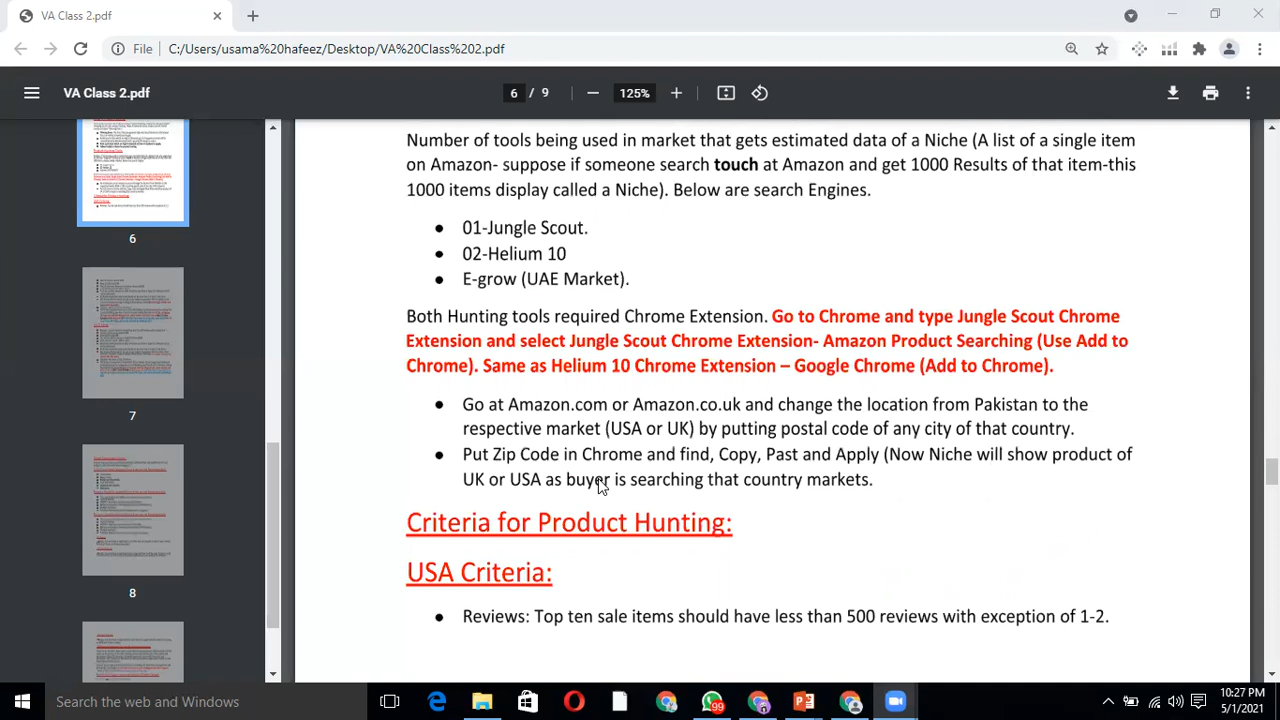 VA Class 2.pdf
File
C:/Users/usama%20hafeez/Desktop/VA%20Class%202.pdf
VA Class 2.pdf
6 / 9
125%
Number of tools being used in market that gets estimated dataof a Niche (A list of a single item
on Amazon- suppose if someone search touch at Amazon and get 1000 Results of that item-this
1000 items display called a Niche). Below are search Engines.
● 01-Jungle Scout.
● 02-Helium 10
● E-grow (UAE Market).
Both Hunting tools required Chrome Extension. Go to Chrome and type Jungle Scout Chrome
Extension and select Jungle Scout Chrome Extension- Amazon Product Searching (Use Add to
Chrome). Same as Helium 10 Chrome Extension – Google Chrome (Add to Chrome).
● Go at Amazon.com or Amazon.co.uk and change the location from Pakistan to the
respective market (USA or UK) by putting postal code of any city of that country.
● Put Zip Code in Chrome and find, Copy, Past and Apply (Now Niche will show product of
UK or USA as buyer is searching that country markets.
Criteria for Product Hunting:
USA Criteria:
● Reviews: Top ten sale items should have less than 500 reviews with exception of 1-2.
6
7
8
Search the web and Windows
99
10:27 PM
5/1/2021